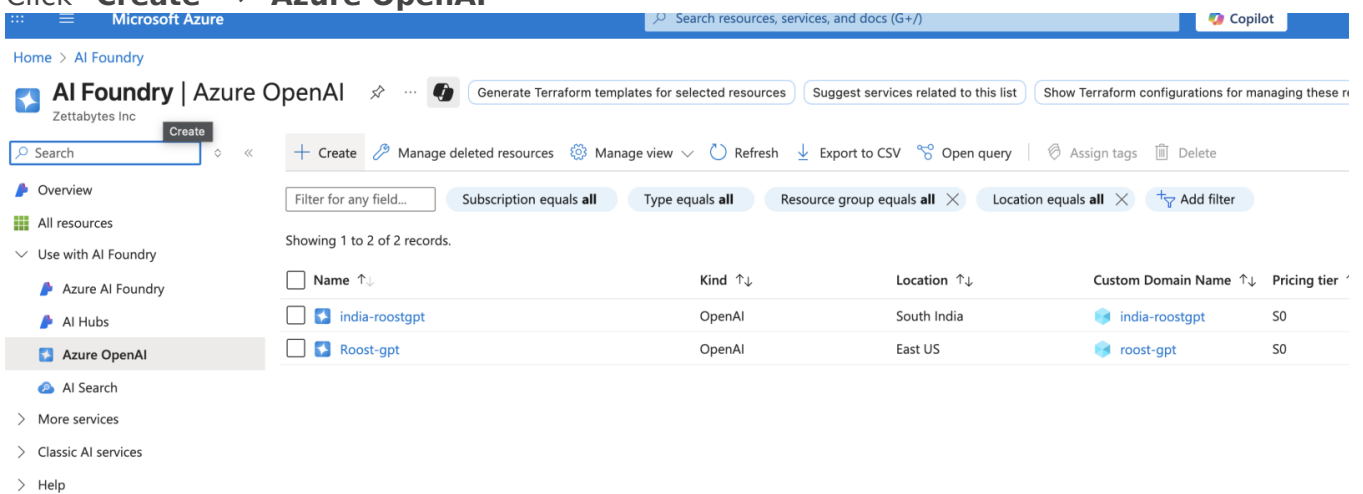 Click "Create" → Azure OpenAI
Microsoft Azure
Search resources, services, and docs (G+/)
Copilot
Home > AI Foundry
AI Foundry | Azure OpenAI
Generate Terraform templates for selected resources
Suggest services related to this list
Show Terraform configurations for managing these re
Zettabytes Inc
Create
Search
Create Manage deleted resources Manage view Refresh Export to CSV Open query Assign tags Delete
Overview
All resources
Use with AI Foundry
Azure AI Foundry
AI Hubs
Azure OpenAI
AI Search
More services
Classic AI services
Help
Filter for any field... Subscription equals all Type equals all Resource group equals all Location equals all Add filter
Showing 1 to 2 of 2 records.
Name Kind Location Custom Domain Name Pricing tier
india-roostgpt OpenAI South India india-roostgpt S0
Roost-gpt OpenAI East US roost-gpt S0